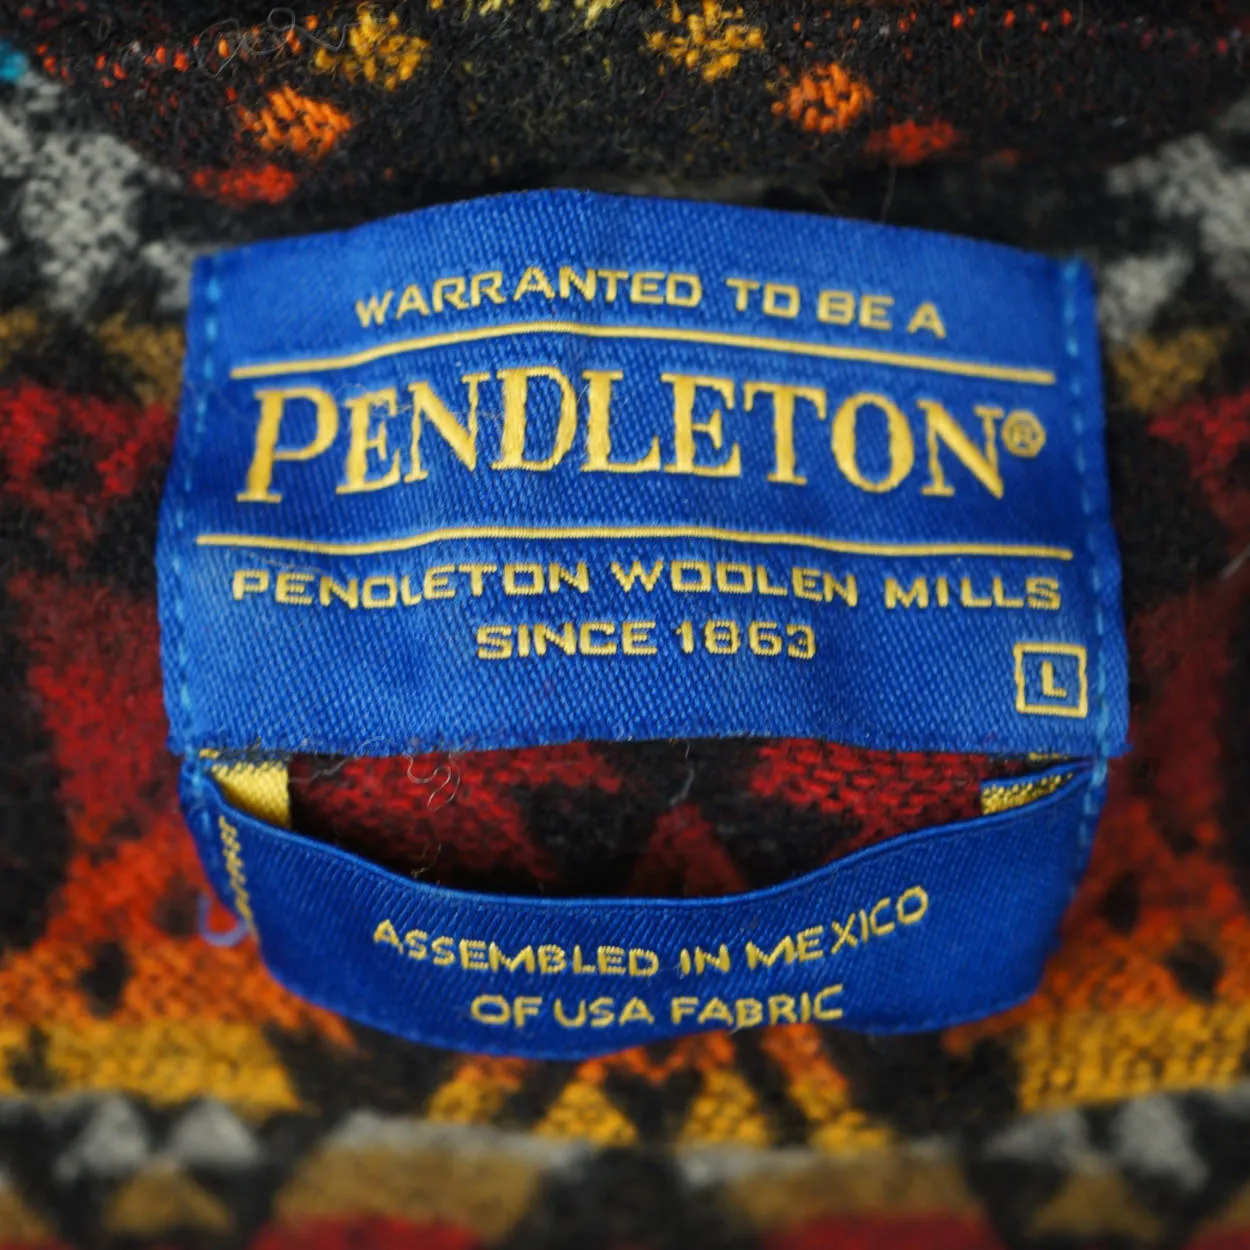 WARRANTED TO BE A
PENDLETON®
PENDLETON WOOLEN MILLS
SINCE 1863
L
ASSEMBLED IN MEXICO
OF USA FABRIC